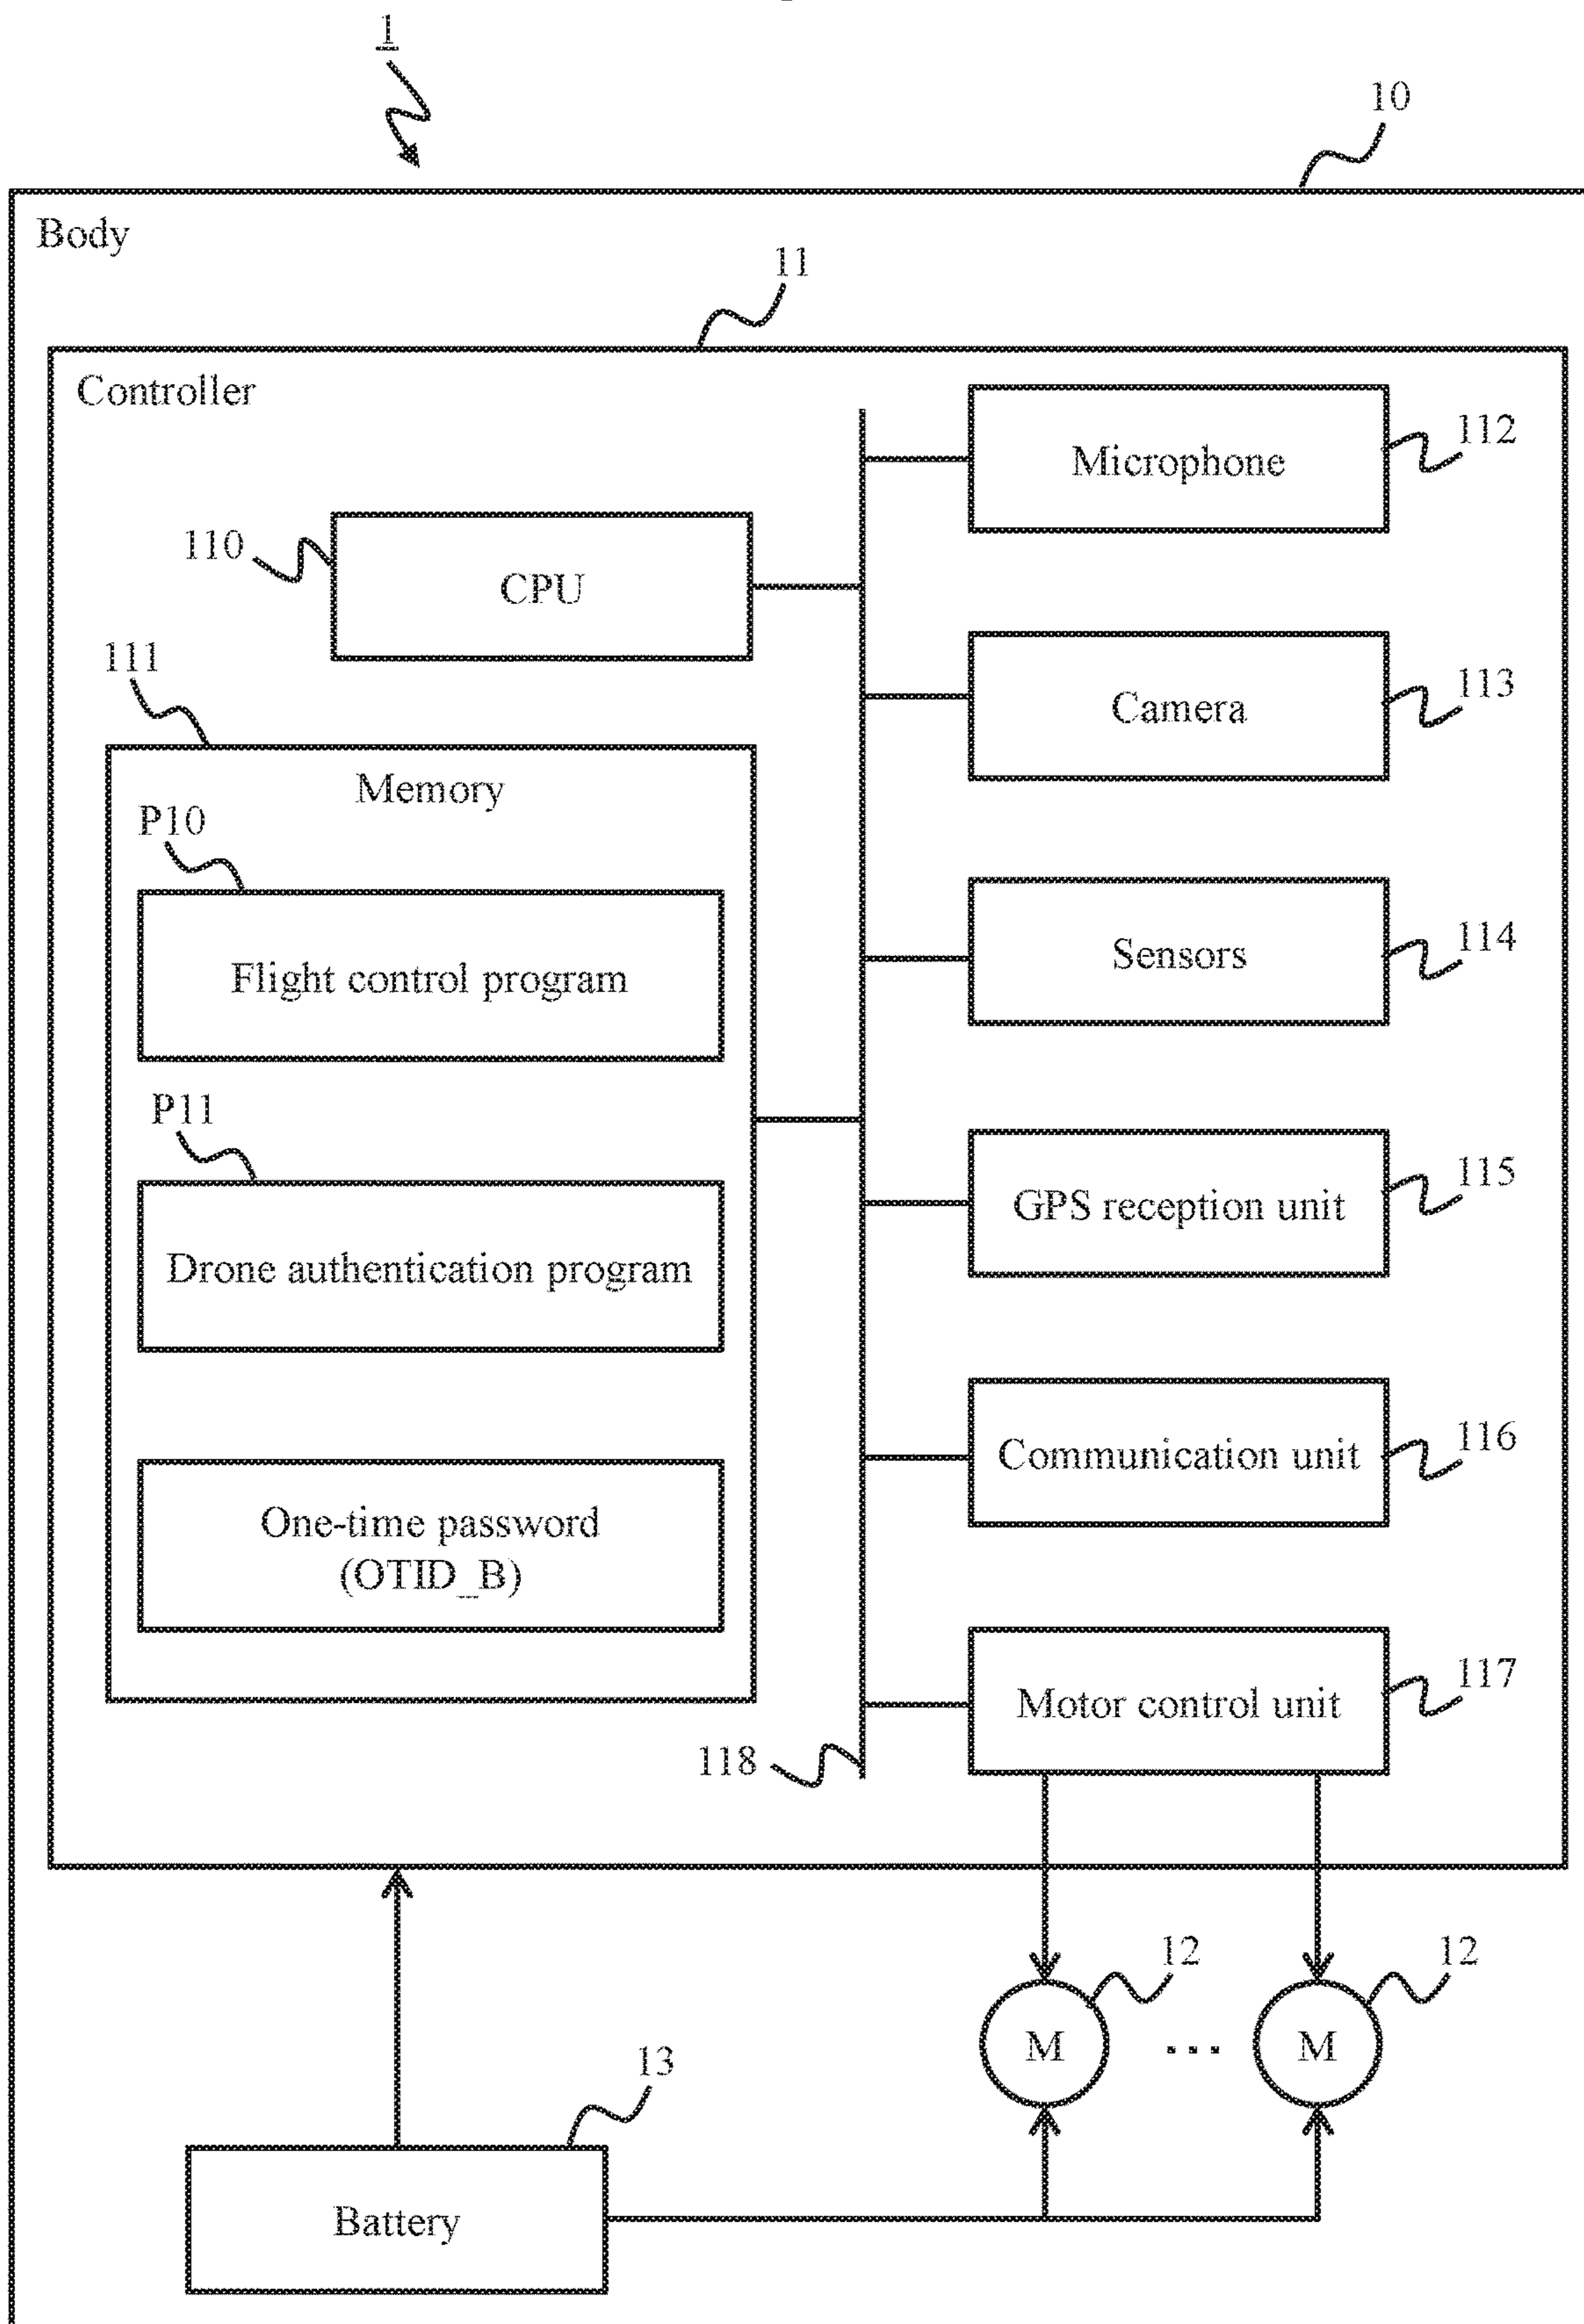 1
10
Body
11
Controller
Microphone
112
110
CPU
111
Camera
113
Memory
P10
Flight control program
Sensors
114
P11
Drone authentication program
GPS reception unit
115
One-time password
(OTID_B)
Communication unit
116
Motor control unit
117
118
12
12
M
...
M
13
Battery